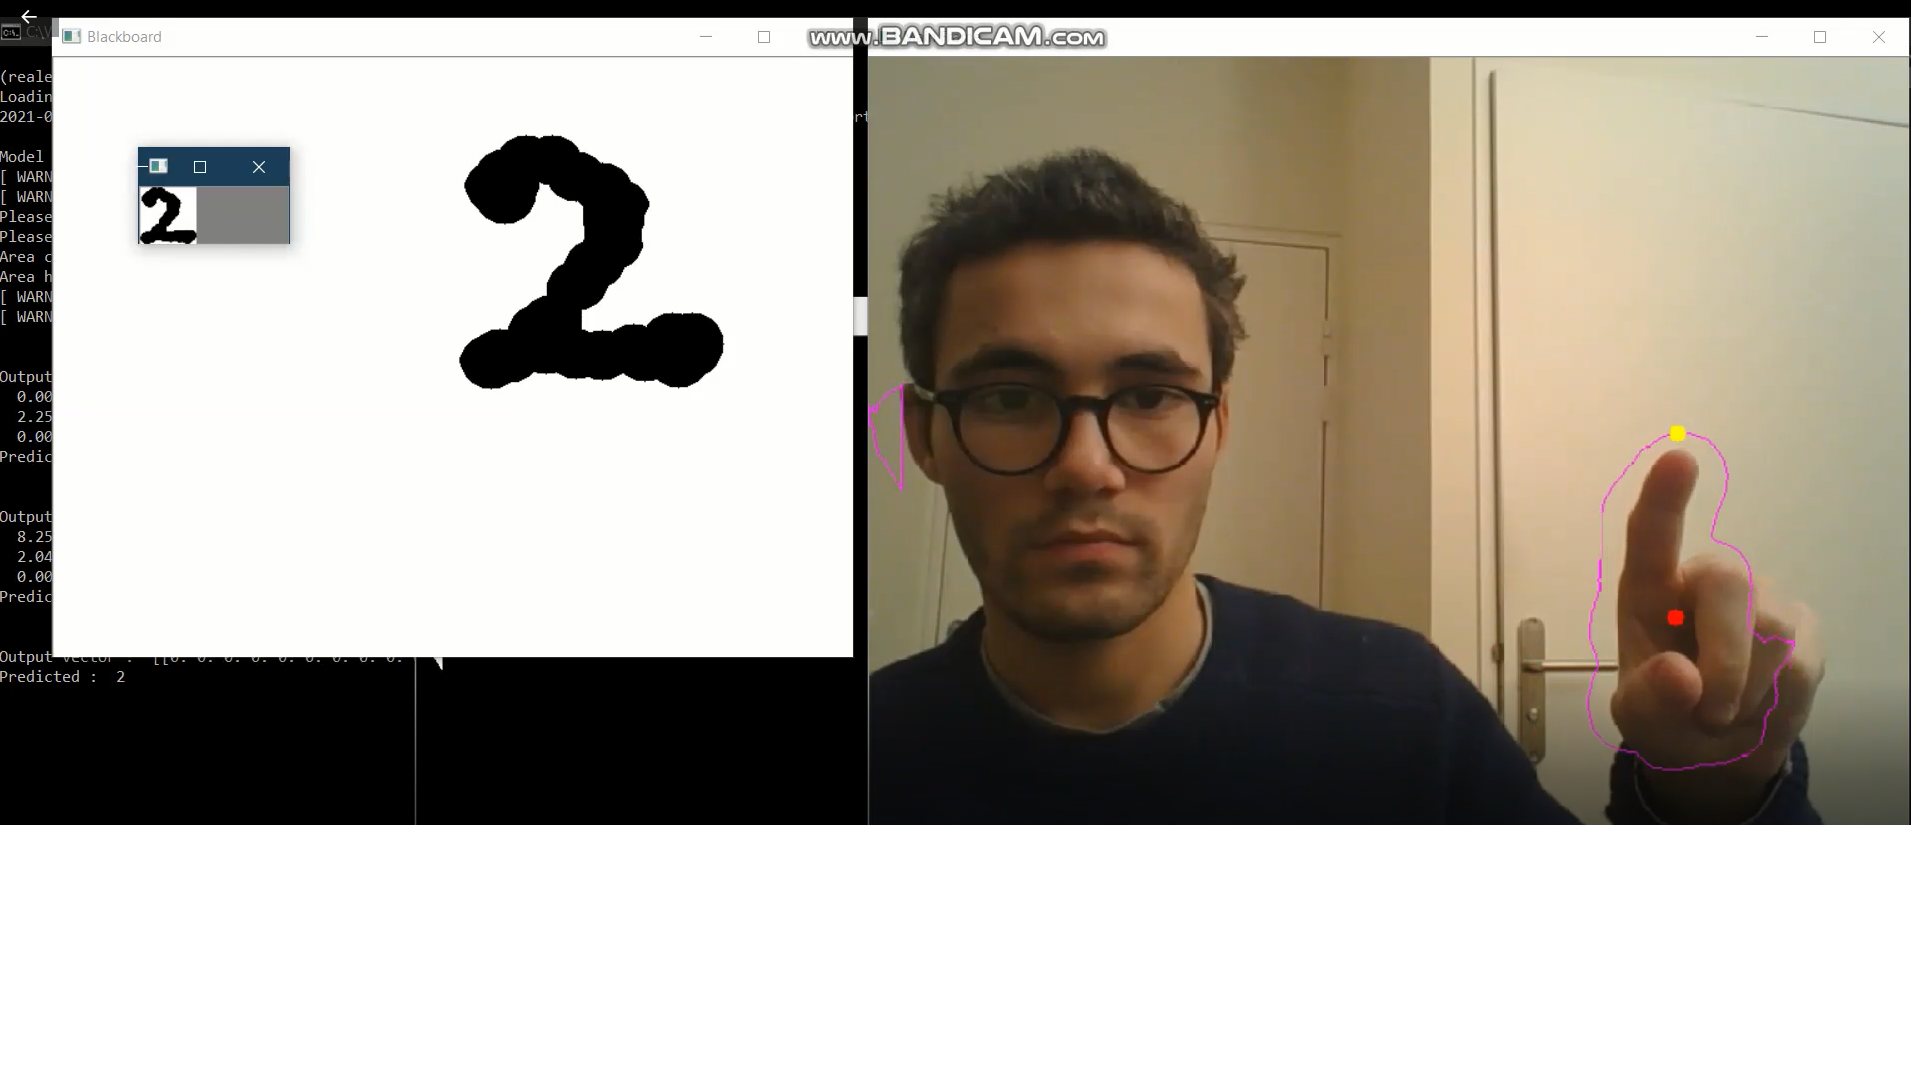 Blackboard
www.BANDICAM.com
(reale
Loadin
2021-0
ort
Model
[ WARN
[ WARN
Please
Please
Area c
Area h
[ WARN
[ WARN
Output
0.00
2.25
0.00
Predic
Output
8.25
2.04
0.00
Predic
Output vector : [[0. 0. 0. 0. 0. 0. 0. 0. 0.
Predicted : 2
2
2